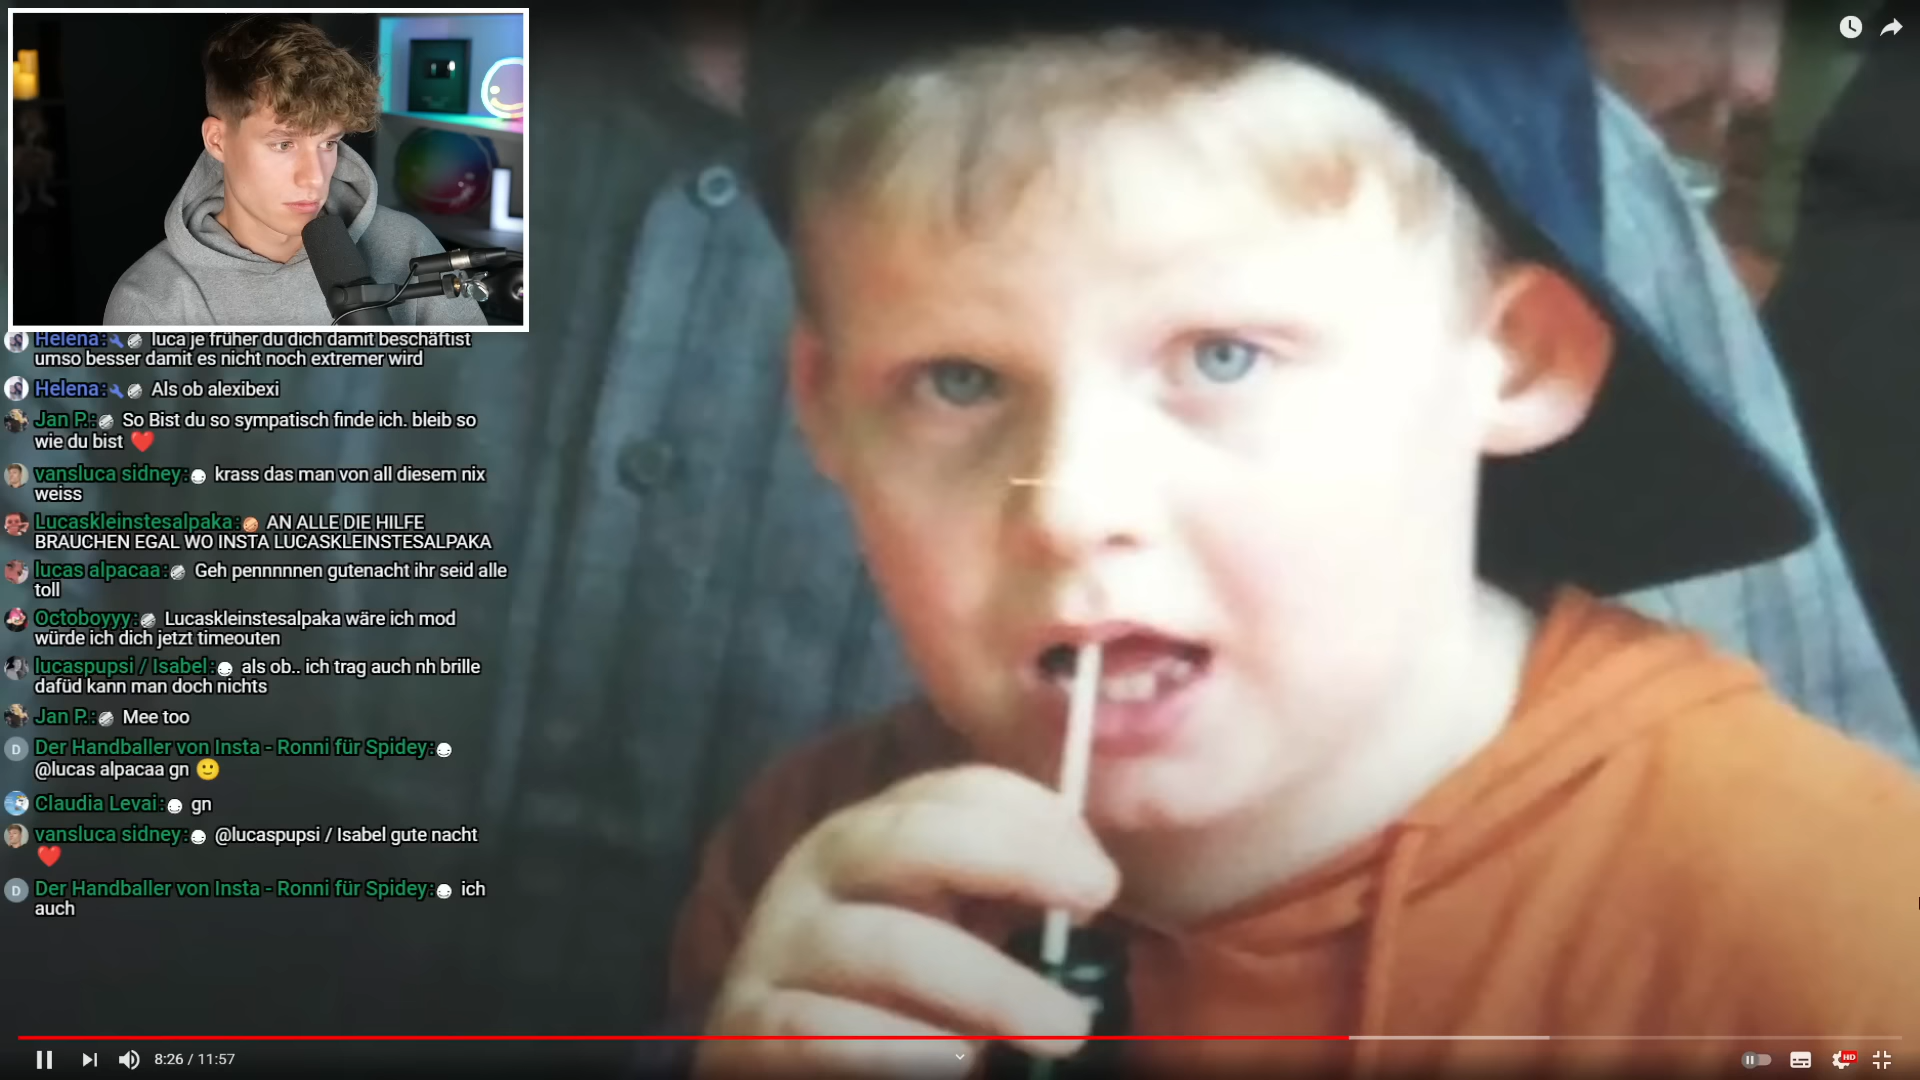 Helena: luca je früher du dich damit beschäftist
umso besser damit es nicht noch extremer wird
Helena: Als ob alexibexi
Jan P.: So Bist du so sympatisch finde ich. bleib so
wie du bist ❤️
vansluca sidney: krass das man von all diesem nix
weiss
Lucaskleinstesalpaka: AN ALLE DIE HILFE
BRAUCHEN EGAL WO INSTA LUCASKLEINSTESALPAKA
lucas alpacaa: Geh pennnnnen gutenacht ihr seid alle
toll
Octoboyyy: Lucaskleinstesalpaka wäre ich mod
würde ich dich jetzt timeouten
lucaspupsi / Isabel: als ob.. ich trag auch nh brille
dafüd kann man doch nichts
Jan P.: Mee too
D Der Handballer von Insta - Ronni für Spidey:
@lucas alpacaa gn 🙂
Claudia Levai: gn
vansluca sidney: @lucaspupsi / Isabel gute nacht
❤️
D Der Handballer von Insta - Ronni für Spidey: ich
auch
8:26 / 11:57
HD